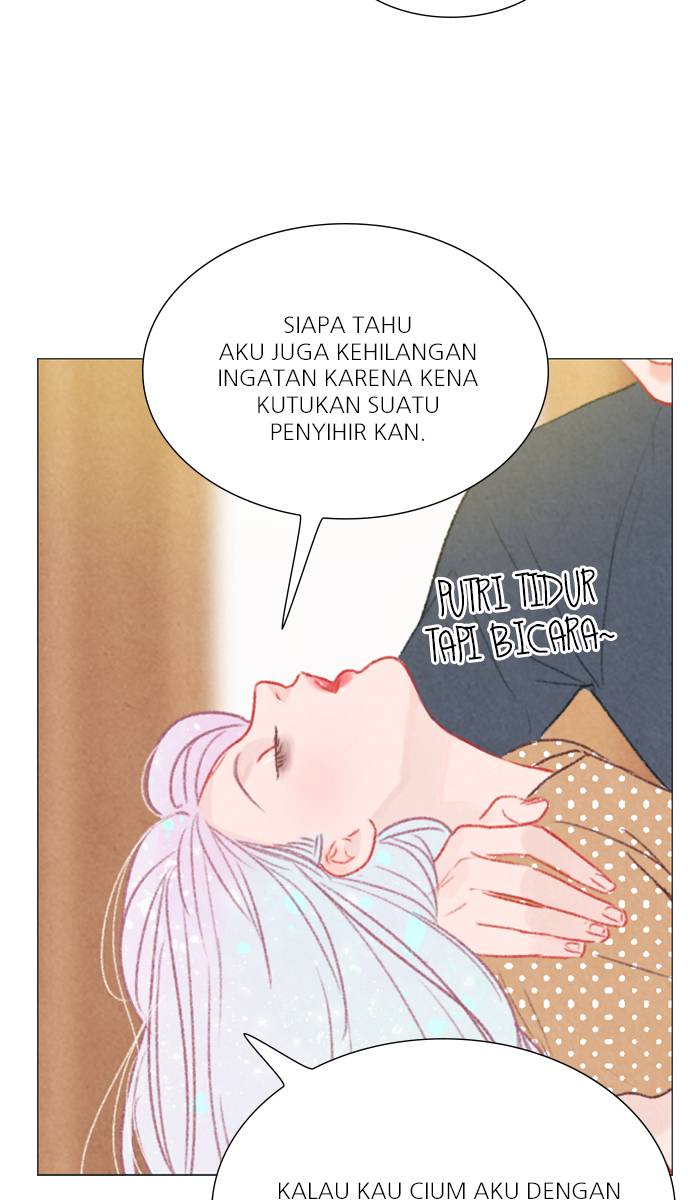 SIAPA TAHU
AKU JUGA KEHILANGAN
INGATAN KARENA KENA
KUTUKAN SUATU
PENYIHIR KAN.
PUTRI TIDUR
TAPI BICARA~
KALAU KAU CIUM AKU DENGAN